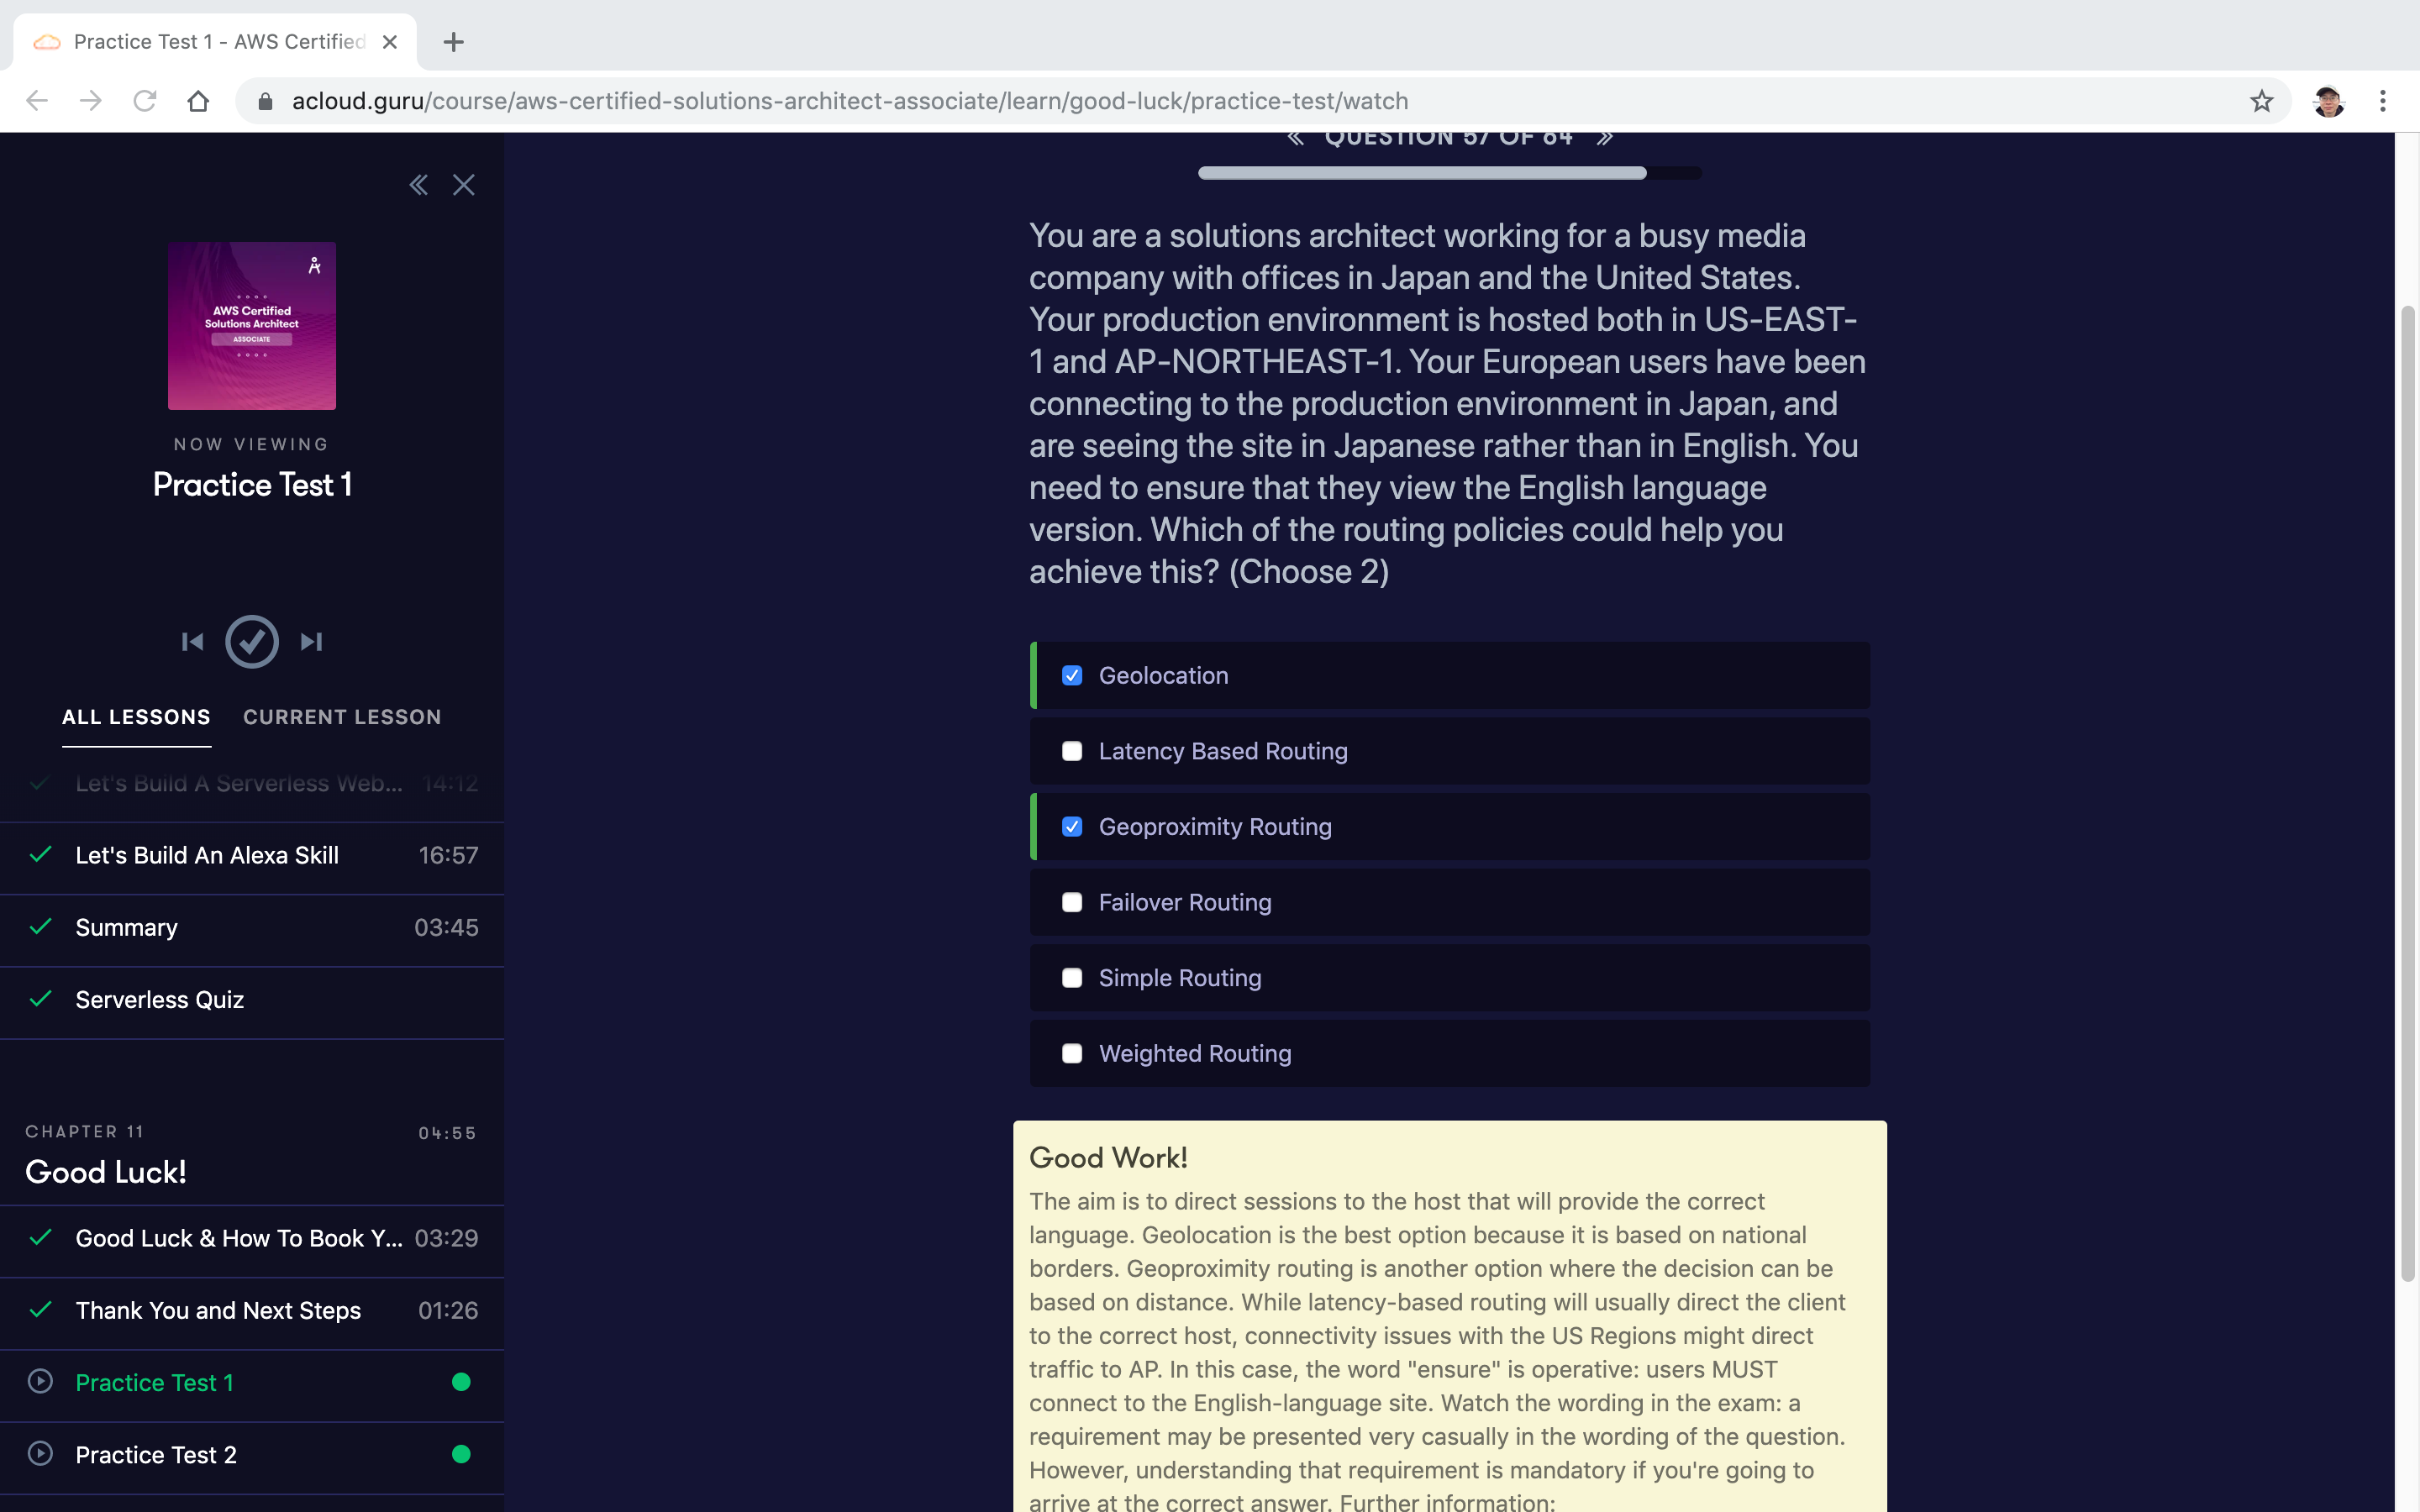 Practice Test 1 - AWS Certified
acloud.guru/course/aws-certified-solutions-architect-associate/learn/good-luck/practice-test/watch
AWS Certified
Solutions Architect
ASSOCIATE
NOW VIEWING
Practice Test 1
ALL LESSONS
CURRENT LESSON
Let's Build A Serverless Web... 14:12
Let's Build An Alexa Skill 16:57
Summary 03:45
Serverless Quiz
CHAPTER 11 04:55
Good Luck!
Good Luck & How To Book Y... 03:29
Thank You and Next Steps 01:26
Practice Test 1
Practice Test 2
QUESTION 57 OF 64
You are a solutions architect working for a busy media
company with offices in Japan and the United States.
Your production environment is hosted both in US-EAST-
1 and AP-NORTHEAST-1. Your European users have been
connecting to the production environment in Japan, and
are seeing the site in Japanese rather than in English. You
need to ensure that they view the English language
version. Which of the routing policies could help you
achieve this? (Choose 2)
Geolocation
Latency Based Routing
Geoproximity Routing
Failover Routing
Simple Routing
Weighted Routing
Good Work!
The aim is to direct sessions to the host that will provide the correct
language. Geolocation is the best option because it is based on national
borders. Geoproximity routing is another option where the decision can be
based on distance. While latency-based routing will usually direct the client
to the correct host, connectivity issues with the US Regions might direct
traffic to AP. In this case, the word "ensure" is operative: users MUST
connect to the English-language site. Watch the wording in the exam: a
requirement may be presented very casually in the wording of the question.
However, understanding that requirement is mandatory if you're going to
arrive at the correct answer. Further information: